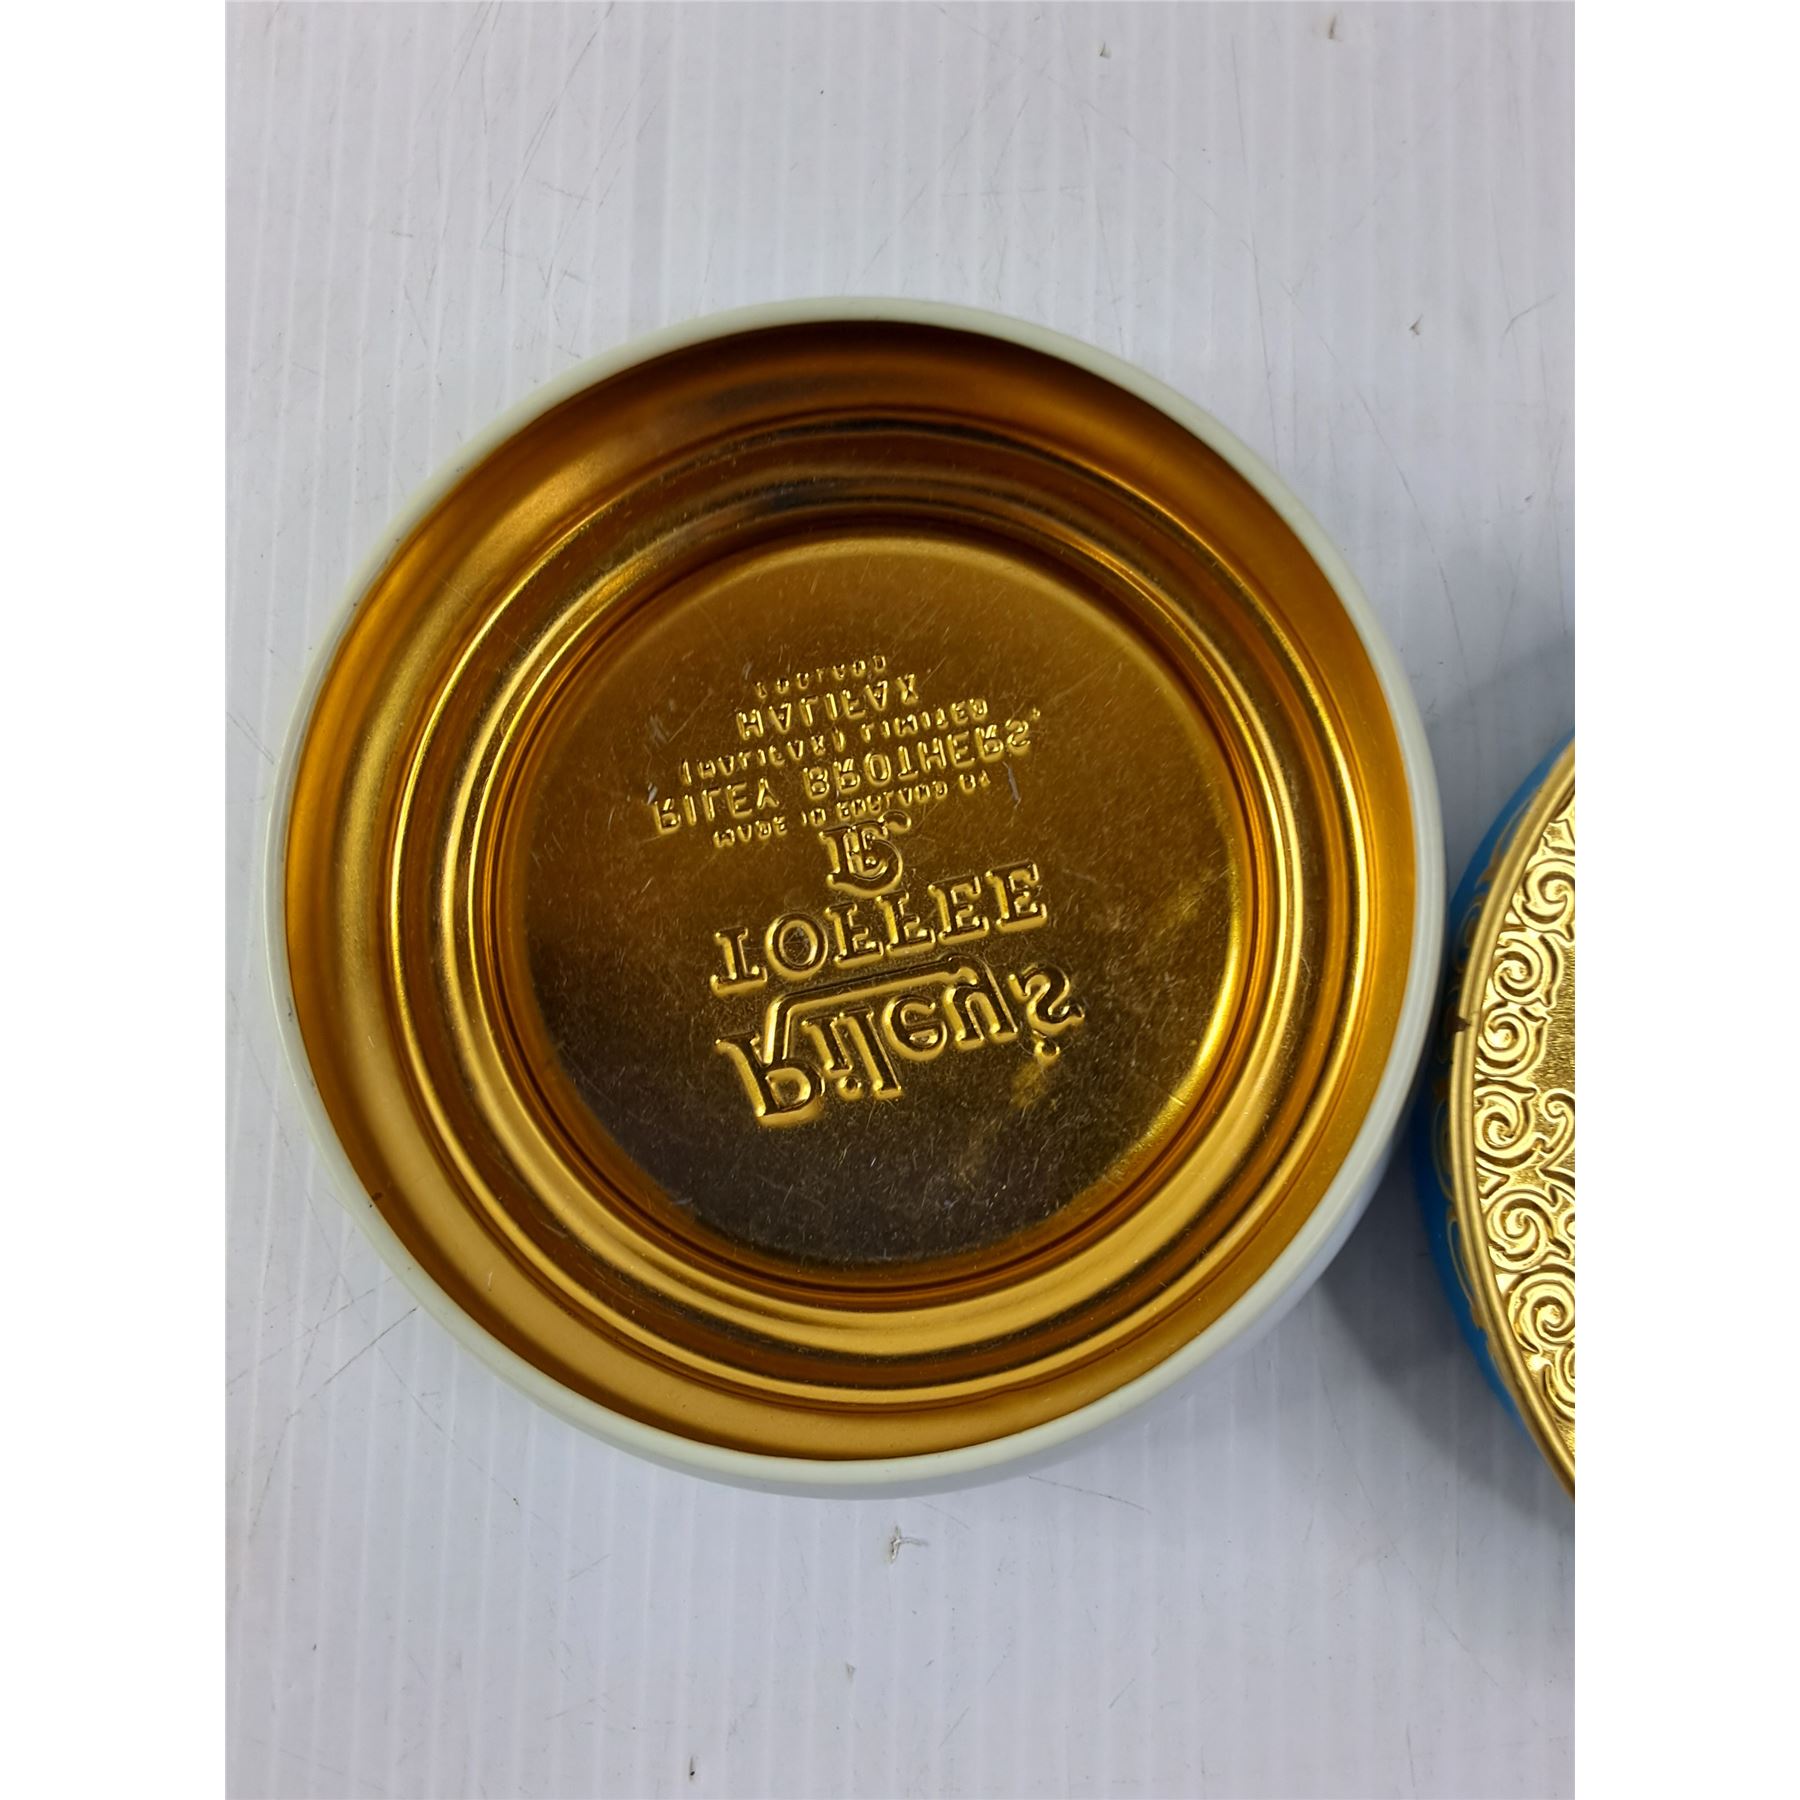 Riley's
TOFFEE
MADE IN ENGLAND BY
RILEY BROTHERS
(HALIFAX) LIMITED
HALIFAX
ENGLAND